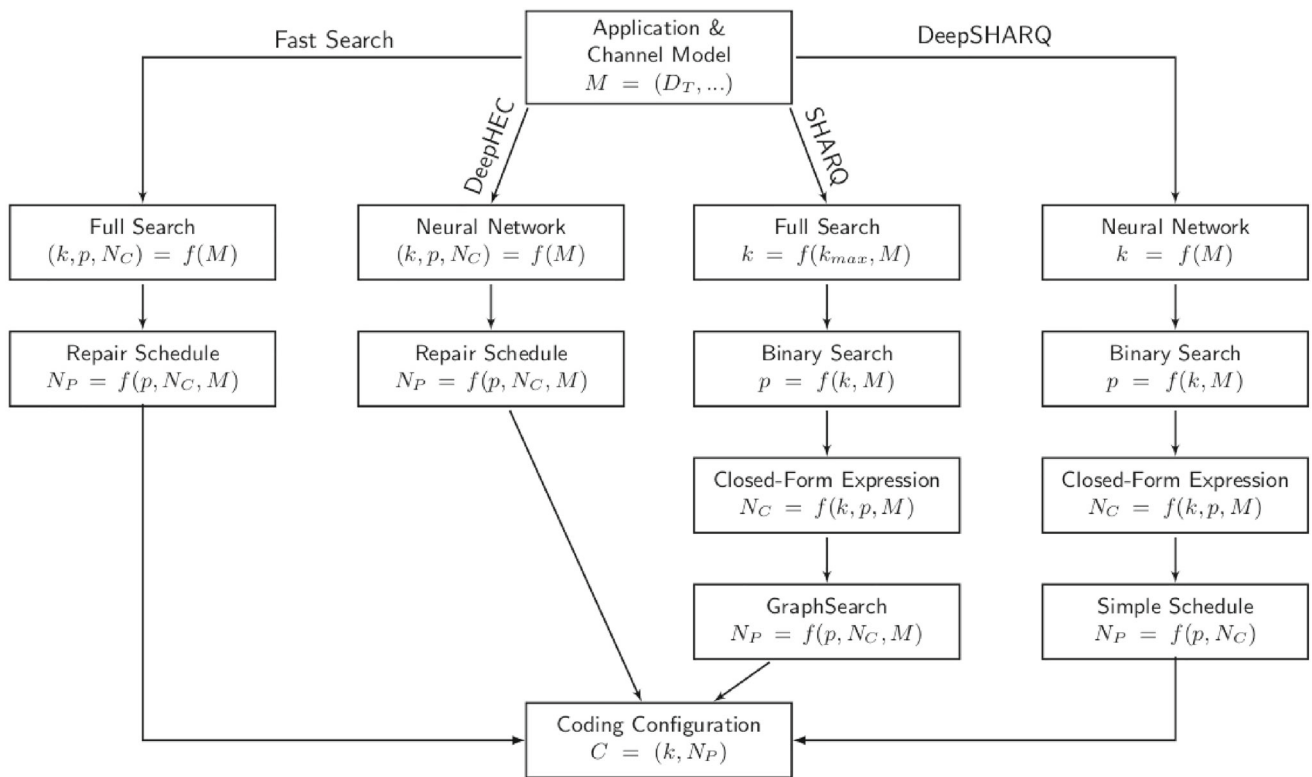 Application &
Channel Model
M = (D_T, ...)
Fast Search
DeepHEC
SHARQ
DeepSHARQ
Full Search
(k, p, N_C) = f(M)
Neural Network
(k, p, N_C) = f(M)
Full Search
k = f(k_{max}, M)
Neural Network
k = f(M)
Repair Schedule
N_P = f(p, N_C, M)
Repair Schedule
N_P = f(p, N_C, M)
Binary Search
p = f(k, M)
Binary Search
p = f(k, M)
Closed-Form Expression
N_C = f(k, p, M)
Closed-Form Expression
N_C = f(k, p, M)
GraphSearch
N_P = f(p, N_C, M)
Simple Schedule
N_P = f(p, N_C)
Coding Configuration
C = (k, N_P)